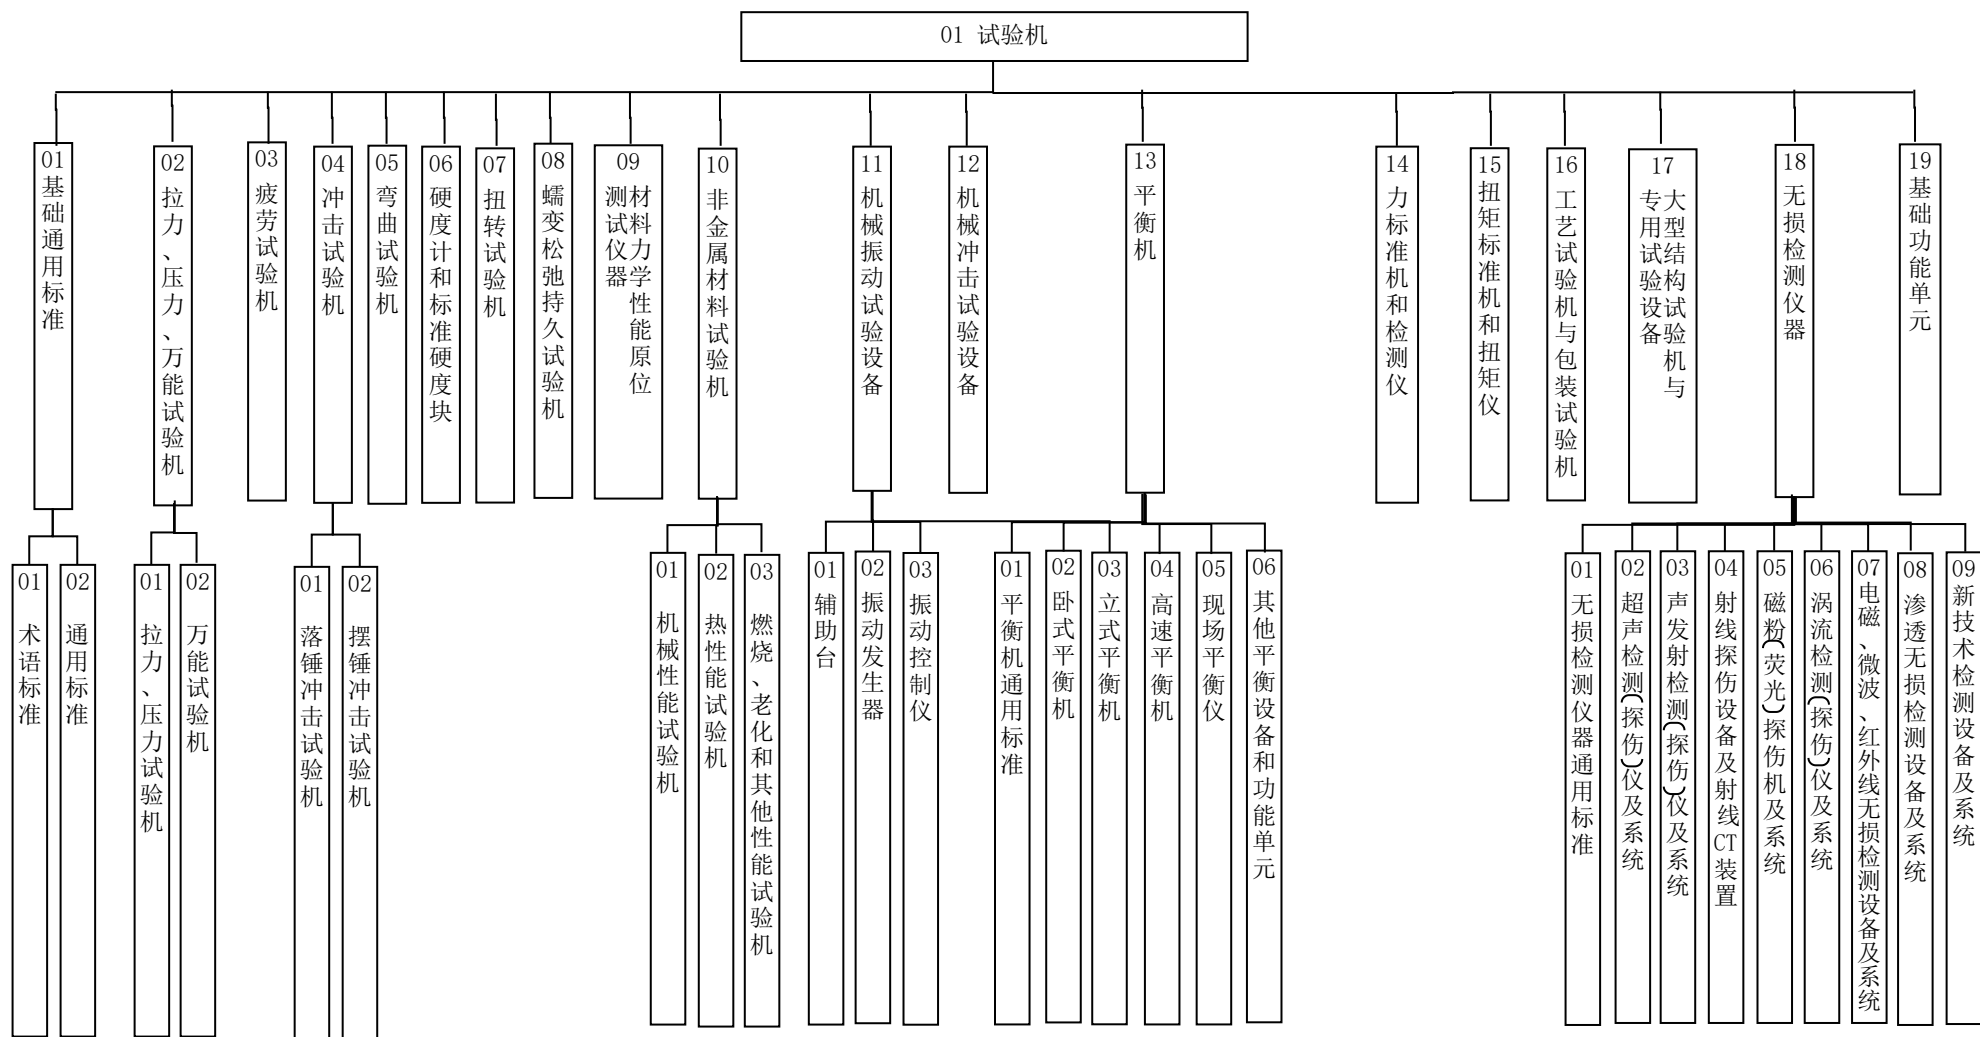 01 试验机
01 基础通用标准
02 拉力、压力、万能试验机
03 疲劳试验机
04 冲击试验机
05 弯曲试验机
06 硬度计和标准硬度块
07 扭转试验机
08 蠕变松弛持久试验机
09 材料力学性能原位
测试仪器
10 非金属材料试验机
11 机械振动试验设备
12 机械冲击试验设备
13 平衡机
14 力标准机和检测仪
15 扭矩标准机和扭矩仪
16 工艺试验机与包装试验机
17 大型结构试验机与
专用试验设备
18 无损检测仪器
19 基础功能单元
01 术语标准
02 通用标准
01 拉力、压力试验机
02 万能试验机
01 落锤冲击试验机
02 摆锤冲击试验机
01 机械性能试验机
02 热性能试验机
03 燃烧、老化和其他性能试验机
01 辅助台
02 振动发生器
03 振动控制仪
01 平衡机通用标准
02 卧式平衡机
03 立式平衡机
04 高速平衡机
05 现场平衡仪
06 其他平衡设备和功能单元
01 无损检测仪器通用标准
02 超声检测(探伤)仪及系统
03 声发射检测(探伤)仪及系统
04 射线探伤设备及射线CT装置
05 磁粉(荧光)探伤机及系统
06 涡流检测(探伤)仪及系统
07 电磁、微波、红外线无损检测设备及系统
08 渗透无损检测设备及系统
09 新技术检测设备及系统